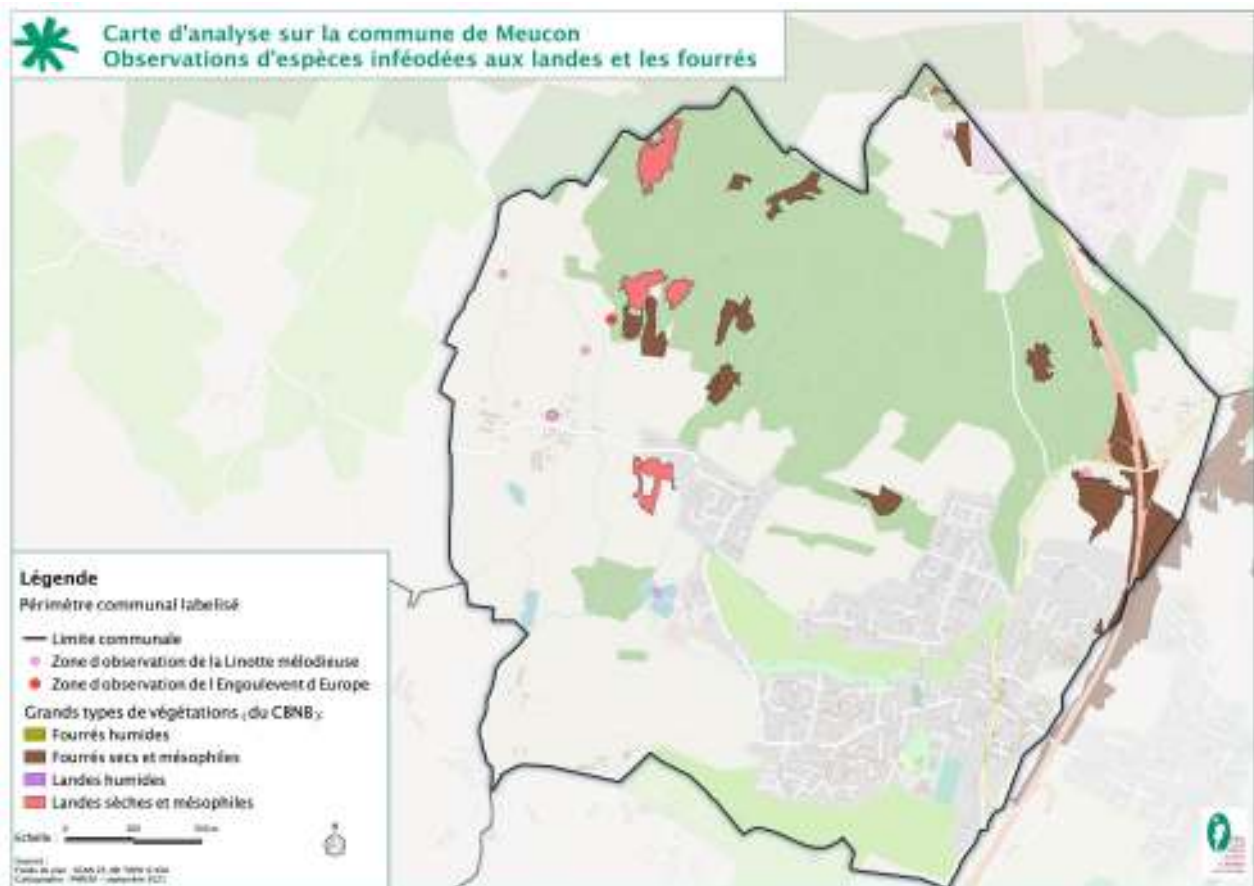 Carte d'analyse sur la commune de Meucon
Observations d'espèces inféodées aux landes et les fourrés
Légende
Périmètre communal labelisé
Limite communale
Zone d observation de la Linotte mélodieuse
Zone d observation de l Engoulevent d Europe
Grands types de végétations ( du CBNB )
Fourrés humides
Fourrés secs et mésophiles
Landes humides
Landes sèches et mésophiles
Echelle
0